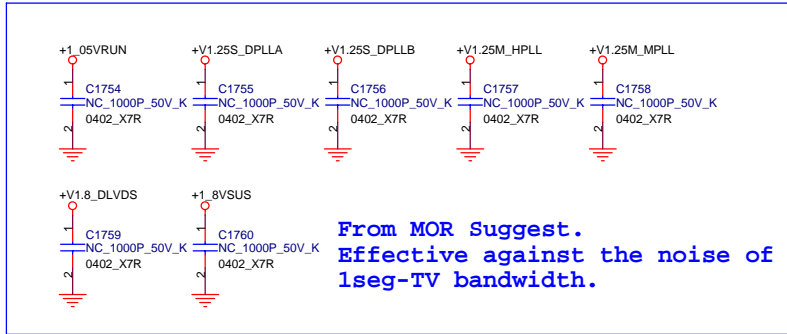 +1_05VRUN
+V1.25S_DPLLA
+V1.25S_DPLLB
+V1.25M_HPLL
+V1.25M_MPLL
1
C1754
NC_1000P_50V_K
0402_X7R
2
1
C1755
NC_1000P_50V_K
0402_X7R
2
1
C1756
NC_1000P_50V_K
0402_X7R
2
1
C1757
NC_1000P_50V_K
0402_X7R
2
1
C1758
NC_1000P_50V_K
0402_X7R
2
+V1.8_DLVDS
+1_8VSUS
1
C1759
NC_1000P_50V_K
0402_X7R
2
1
C1760
NC_1000P_50V_K
0402_X7R
2
From MOR Suggest.
Effective against the noise of
1seg-TV bandwidth.